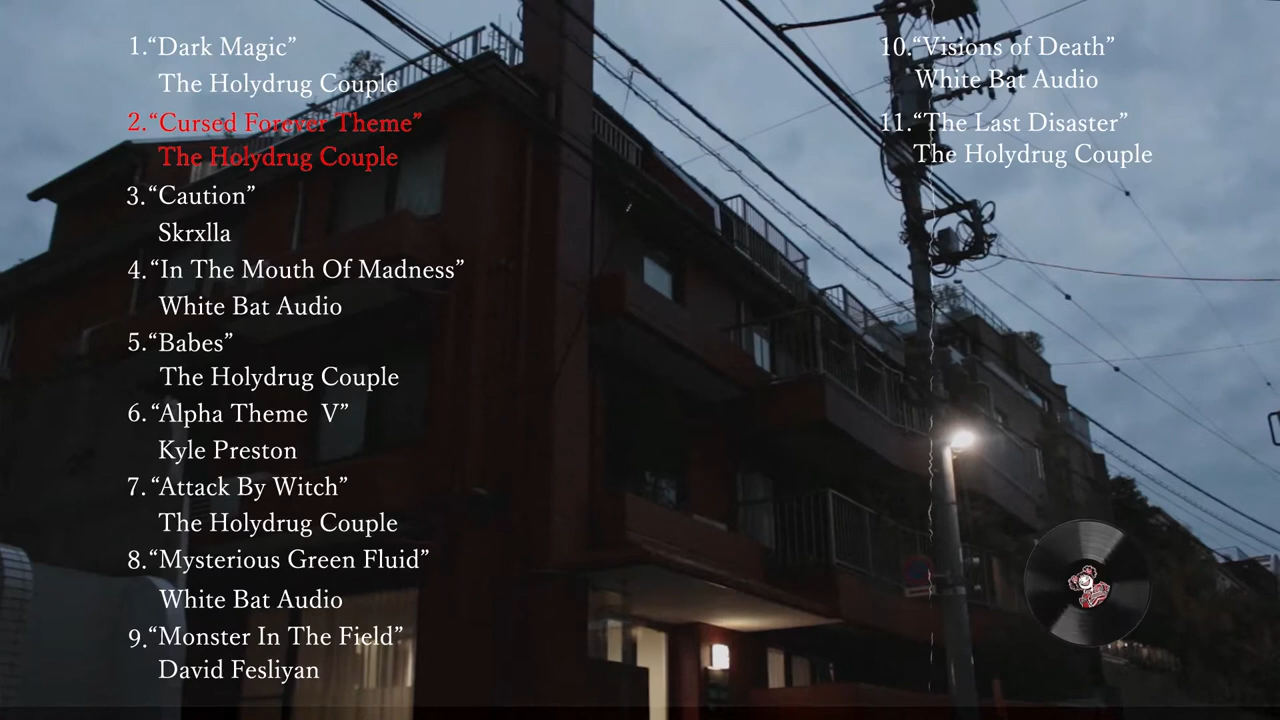 1.“Dark Magic”
The Holydrug Couple
2.“Cursed Forever Theme”
The Holydrug Couple
3.“Caution”
Skrxlla
4.“In The Mouth Of Madness”
White Bat Audio
5.“Babes”
The Holydrug Couple
6.“Alpha Theme V”
Kyle Preston
7.“Attack By Witch”
The Holydrug Couple
8.“Mysterious Green Fluid”
White Bat Audio
9.“Monster In The Field”
David Fesliyan
10.“Visions of Death”
White Bat Audio
11.“The Last Disaster”
The Holydrug Couple